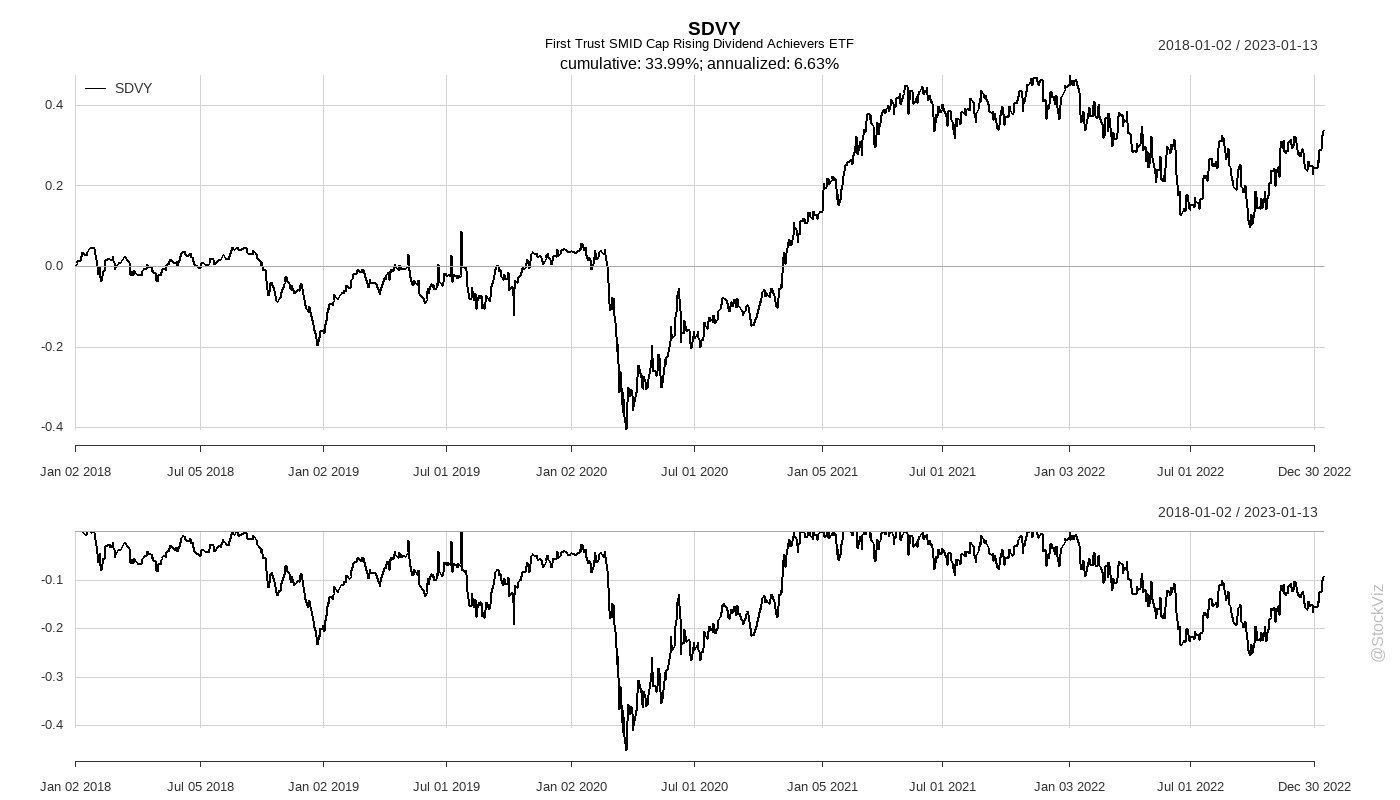 SDVY
First Trust SMID Cap Rising Dividend Achievers ETF
cumulative: 33.99%; annualized: 6.63%
2018-01-02 / 2023-01-13
SDVY
0.4
0.2
0.0
-0.2
-0.4
Jan 02 2018 Jul 05 2018 Jan 02 2019 Jul 01 2019 Jan 02 2020 Jul 01 2020 Jan 05 2021 Jul 01 2021 Jan 03 2022 Jul 01 2022 Dec 30 2022
2018-01-02 / 2023-01-13
-0.1
-0.2
-0.3
-0.4
Jan 02 2018 Jul 05 2018 Jan 02 2019 Jul 01 2019 Jan 02 2020 Jul 01 2020 Jan 05 2021 Jul 01 2021 Jan 03 2022 Jul 01 2022 Dec 30 2022
@StockViz